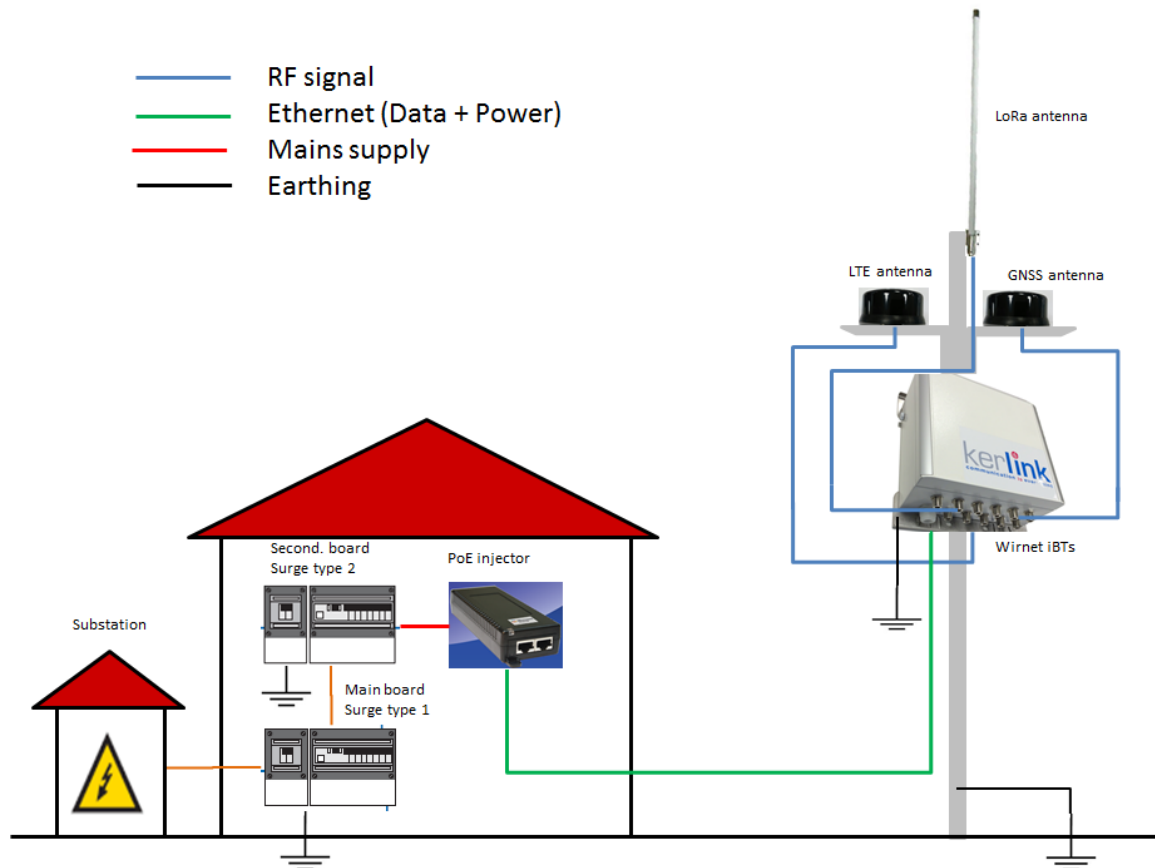 RF signal
Ethernet (Data + Power)
Mains supply
Earthing
LoRa antenna
LTE antenna
GNSS antenna
kerlink
Wirnet iBTs
Second. board
Surge type 2
PoE injector
Substation
Main board
Surge type 1